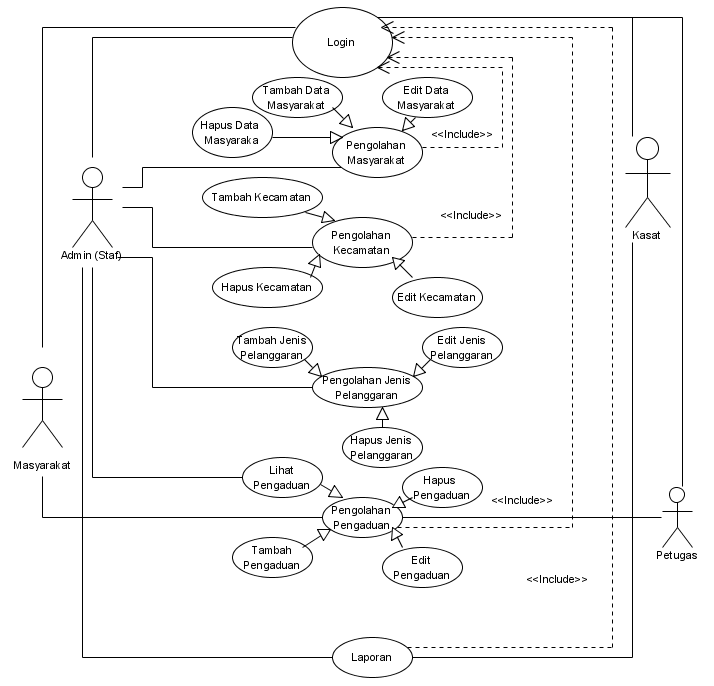 Login
Tambah Data
Masyarakat
Edit Data
Masyarakat
Hapus Data
Masyaraka
<<Include>>
Pengolahan
Masyarakat
Tambah Kecamatan
<<Include>>
Kasat
Pengolahan
Kecamatan
Admin (Staf)
Hapus Kecamatan
Edit Kecamatan
Tambah Jenis
Pelanggaran
Edit Jenis
Pelanggaran
Pengolahan Jenis
Pelanggaran
Hapus Jenis
Pelanggaran
Masyarakat
Lihat
Pengaduan
Hapus
Pengaduan
<<Include>>
Pengolahan
Pengaduan
Tambah
Pengaduan
Edit
Pengaduan
Petugas
<<Include>>
Laporan